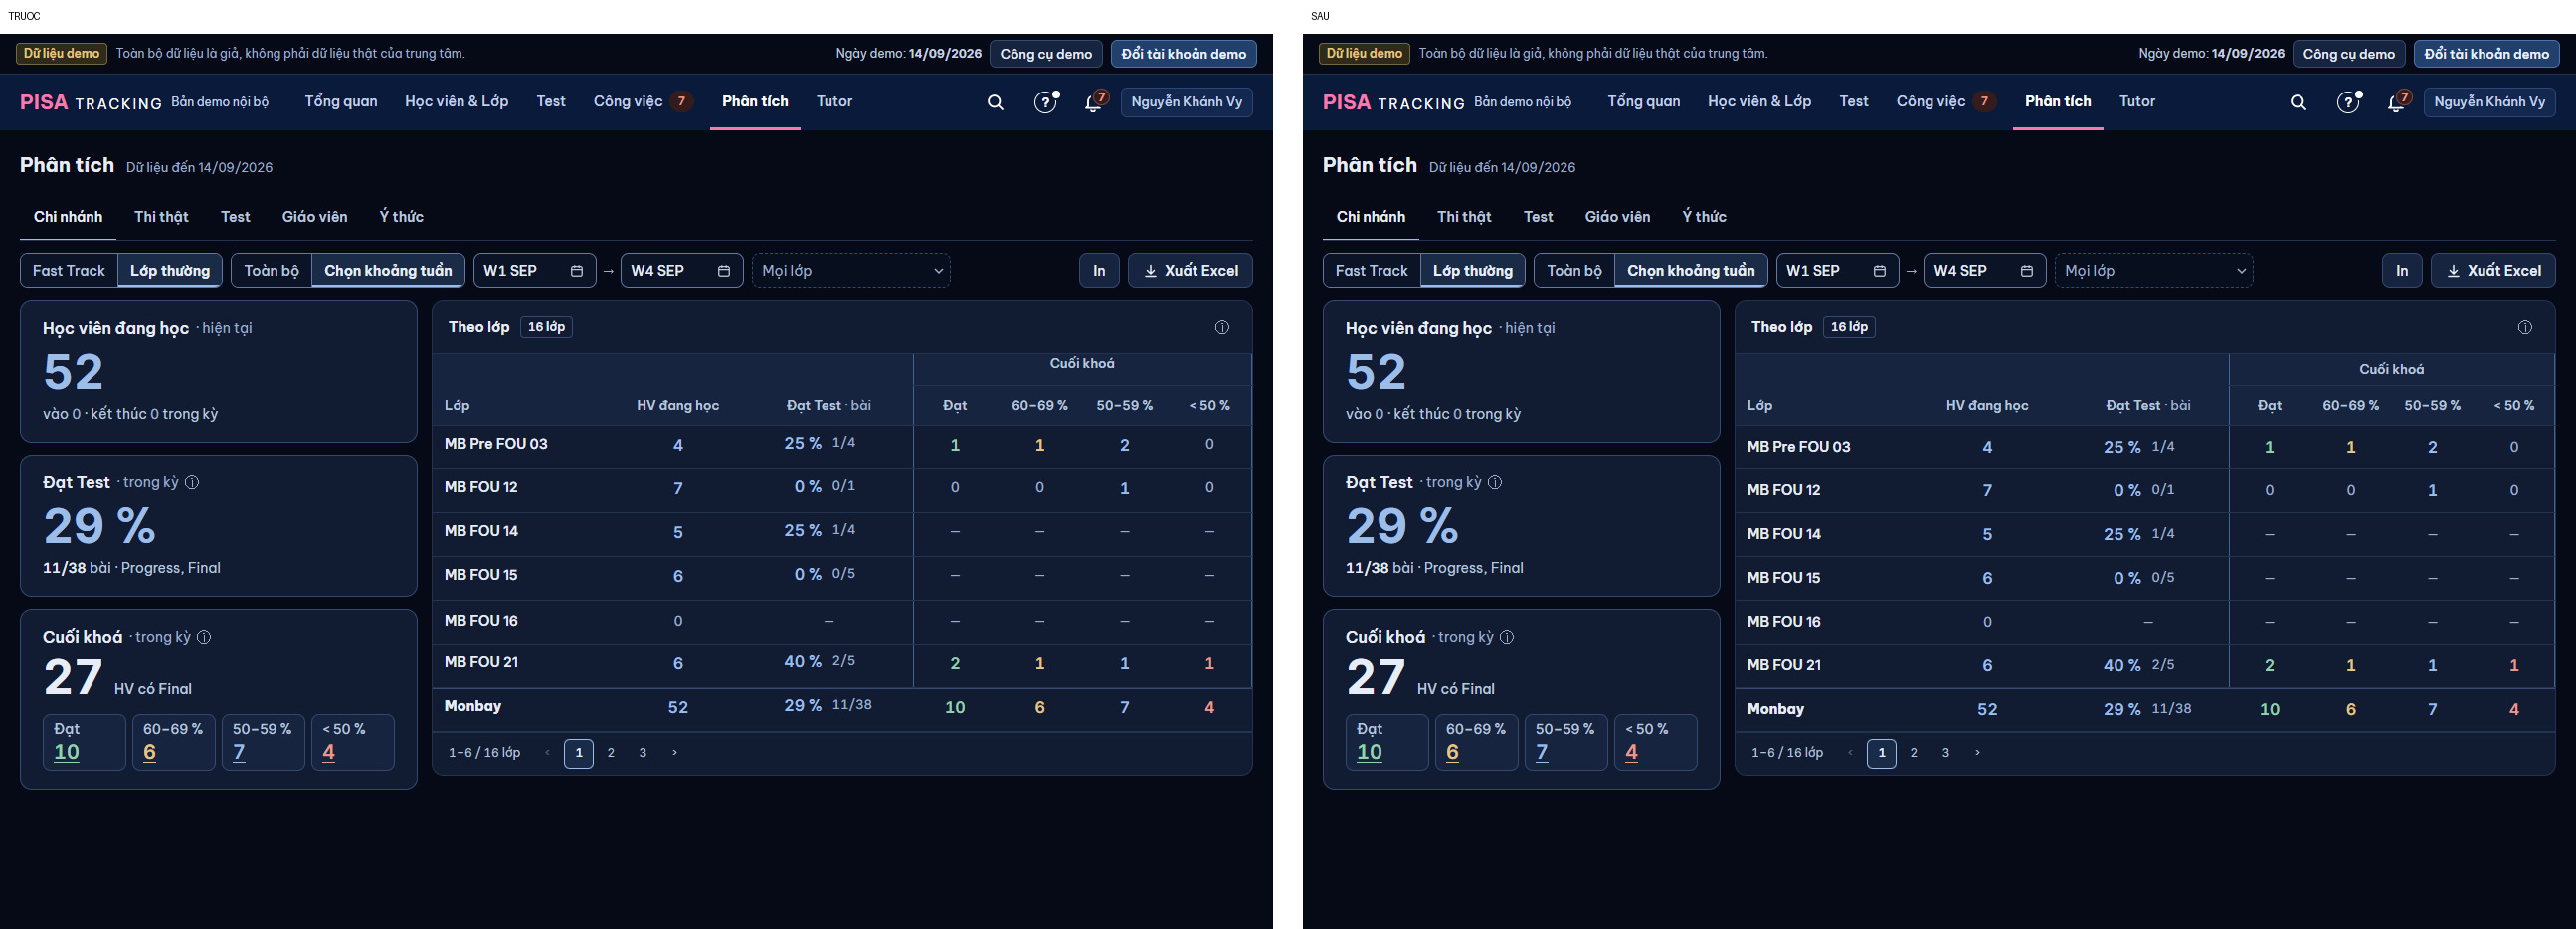 TRUOC
Dữ liệu demo Toàn bộ dữ liệu là giả, không phải dữ liệu thật của trung tâm. Ngày demo: 14/09/2026 Công cụ demo Đổi tài khoản demo
PISA TRACKING Bản demo nội bộ Tổng quan Học viên & Lớp Test Công việc 7 Phân tích Tutor ? 7 Nguyễn Khánh Vy
Phân tích Dữ liệu đến 14/09/2026
Chi nhánh Thi thật Test Giáo viên Ý thức
Fast Track Lớp thường Toàn bộ Chọn khoảng tuần W1 SEP → W4 SEP Mọi lớp In Xuất Excel
Học viên đang học · hiện tại
52
vào 0 · kết thúc 0 trong kỳ
Đạt Test · trong kỳ ⓘ
29 %
11/38 bài · Progress, Final
Cuối khoá · trong kỳ ⓘ
27 HV có Final
Đạt 60–69 % 50–59 % < 50 %
10 6 7 4
Theo lớp 16 lớp ⓘ
Cuối khoá
Lớp HV đang học Đạt Test · bài Đạt 60–69 % 50–59 % < 50 %
MB Pre FOU 03 4 25 % 1/4 1 1 2 0
MB FOU 12 7 0 % 0/1 0 0 1 0
MB FOU 14 5 25 % 1/4 – – – –
MB FOU 15 6 0 % 0/5 – – – –
MB FOU 16 0 – – – – –
MB FOU 21 6 40 % 2/5 2 1 1 1
Monbay 52 29 % 11/38 10 6 7 4
1–6 / 16 lớp ‹ 1 2 3 ›
SAU
Dữ liệu demo Toàn bộ dữ liệu là giả, không phải dữ liệu thật của trung tâm. Ngày demo: 14/09/2026 Công cụ demo Đổi tài khoản demo
PISA TRACKING Bản demo nội bộ Tổng quan Học viên & Lớp Test Công việc 7 Phân tích Tutor ? 7 Nguyễn Khánh Vy
Phân tích Dữ liệu đến 14/09/2026
Chi nhánh Thi thật Test Giáo viên Ý thức
Fast Track Lớp thường Toàn bộ Chọn khoảng tuần W1 SEP → W4 SEP Mọi lớp In Xuất Excel
Học viên đang học · hiện tại
52
vào 0 · kết thúc 0 trong kỳ
Đạt Test · trong kỳ ⓘ
29 %
11/38 bài · Progress, Final
Cuối khoá · trong kỳ ⓘ
27 HV có Final
Đạt 60–69 % 50–59 % < 50 %
10 6 7 4
Theo lớp 16 lớp ⓘ
Cuối khoá
Lớp HV đang học Đạt Test · bài Đạt 60–69 % 50–59 % < 50 %
MB Pre FOU 03 4 25 % 1/4 1 1 2 0
MB FOU 12 7 0 % 0/1 0 0 1 0
MB FOU 14 5 25 % 1/4 – – – –
MB FOU 15 6 0 % 0/5 – – – –
MB FOU 16 0 – – – – –
MB FOU 21 6 40 % 2/5 2 1 1 1
Monbay 52 29 % 11/38 10 6 7 4
1–6 / 16 lớp ‹ 1 2 3 ›